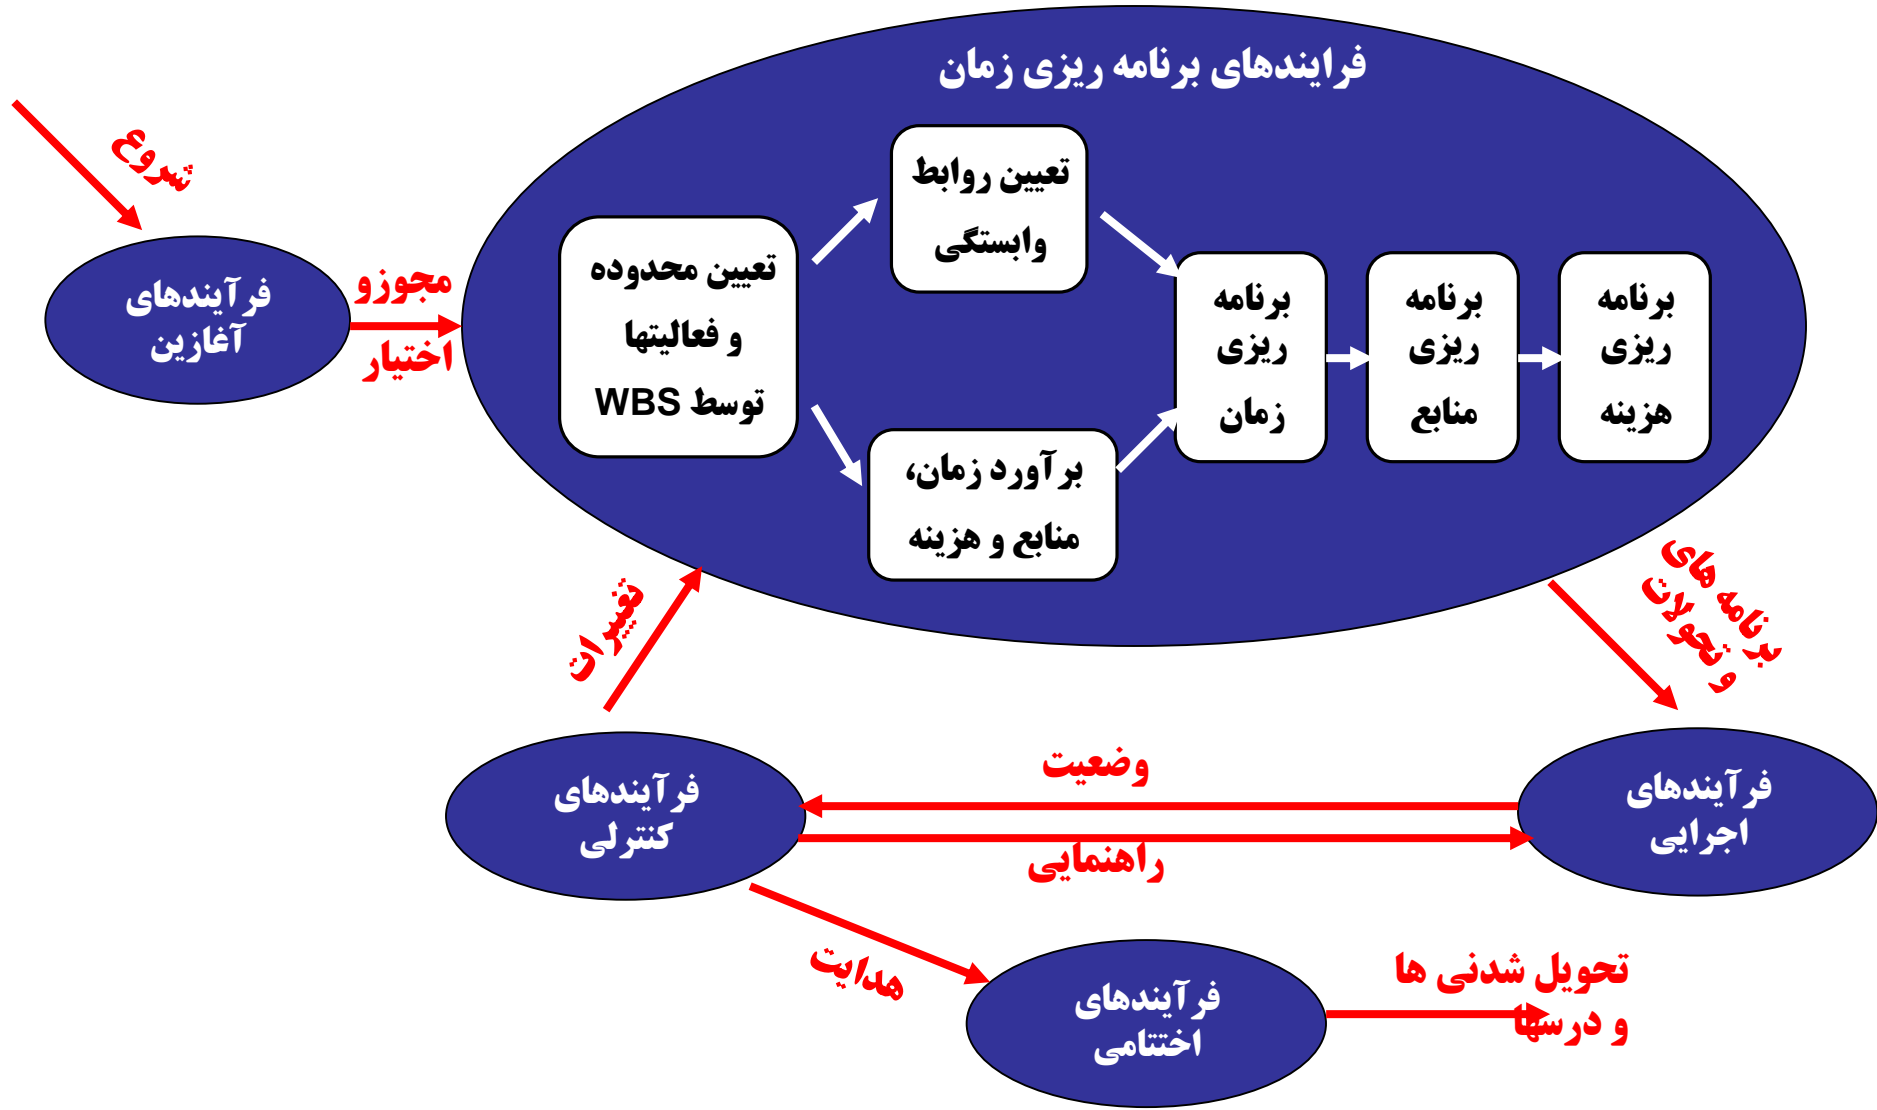 فرایندهای برنامه ریزی زمان
شروع
فرآیندهای
آغازین
مجوزو
اختیار
تعیین محدوده
و فعالیتها
توسط WBS
تعیین روابط
وابستگی
برآورد زمان،
منابع و هزینه
برنامه
ریزی
زمان
برنامه
ریزی
منابع
برنامه
ریزی
هزینه
تغییرات
برنامه های
و تحولات
فرآیندهای
کنترلی
وضعیت
راهنمایی
فرآیندهای
اجرایی
هدایت
فرآیندهای
اختتامی
تحویل شدنی ها
و درسها